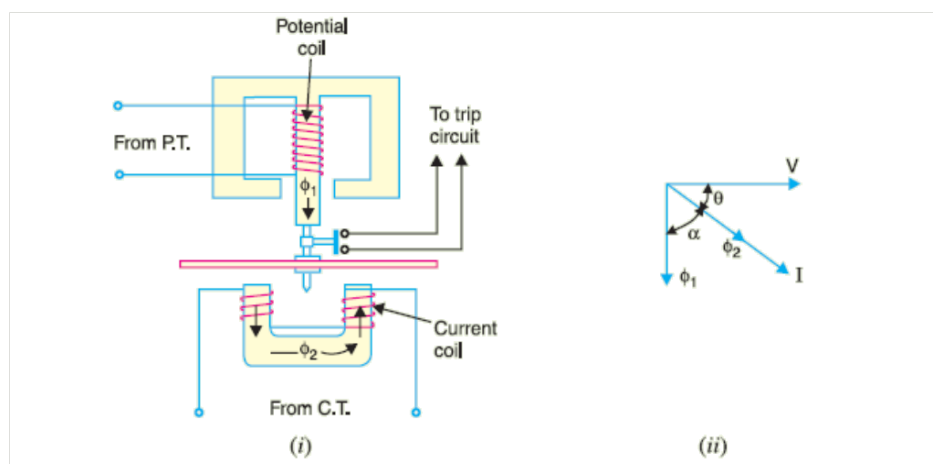 Potential
coil
To trip
circuit
From P.T.
ϕ1
V
θ
α
ϕ2
ϕ1
I
Current
coil
ϕ2
From C.T.
(i)
(ii)